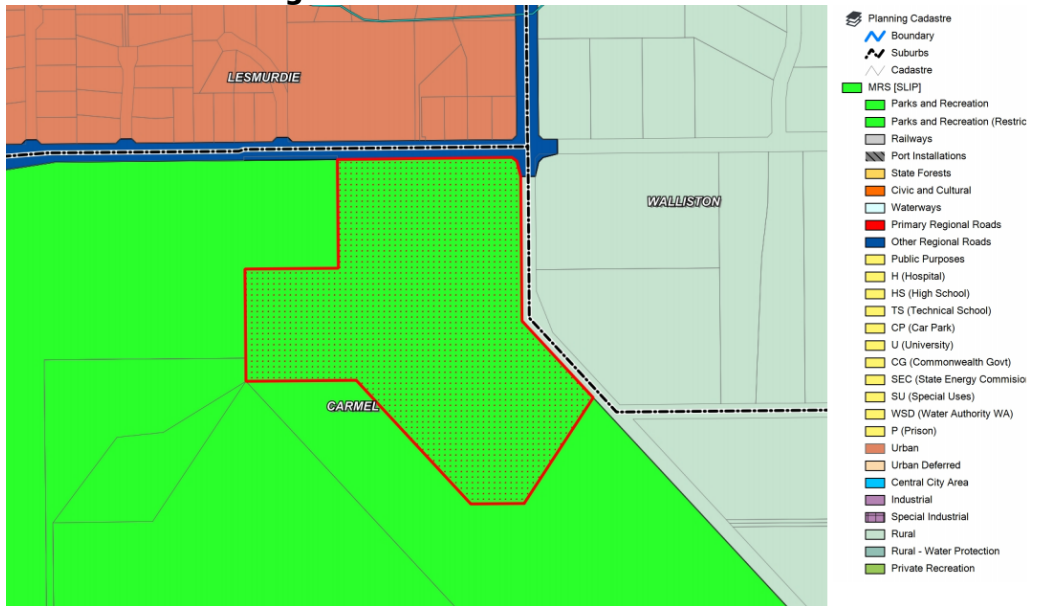 LESMURDIE
WALLISTON
CARMEL
Planning Cadastre
Boundary
Suburbs
Cadastre
MRS [SLIP]
Parks and Recreation
Parks and Recreation (Restric
Railways
Port Installations
State Forests
Civic and Cultural
Waterways
Primary Regional Roads
Other Regional Roads
Public Purposes
H (Hospital)
HS (High School)
TS (Technical School)
CP (Car Park)
U (University)
CG (Commonwealth Govt)
SEC (State Energy Commisio
SU (Special Uses)
WSD (Water Authority WA)
P (Prison)
Urban
Urban Deferred
Central City Area
Industrial
Special Industrial
Rural
Rural - Water Protection
Private Recreation